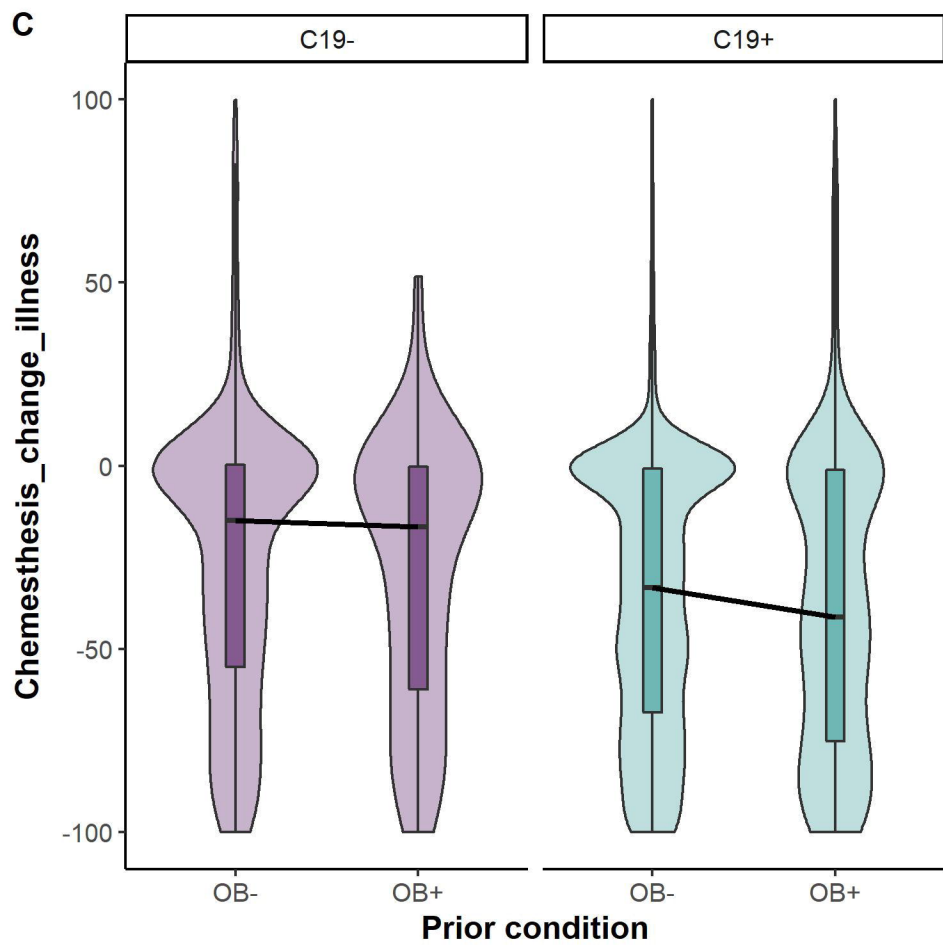 C
C19-
C19+
Chemesthesis_change_illness
100
50
0
-50
-100
OB-
OB+
OB-
OB+
Prior condition